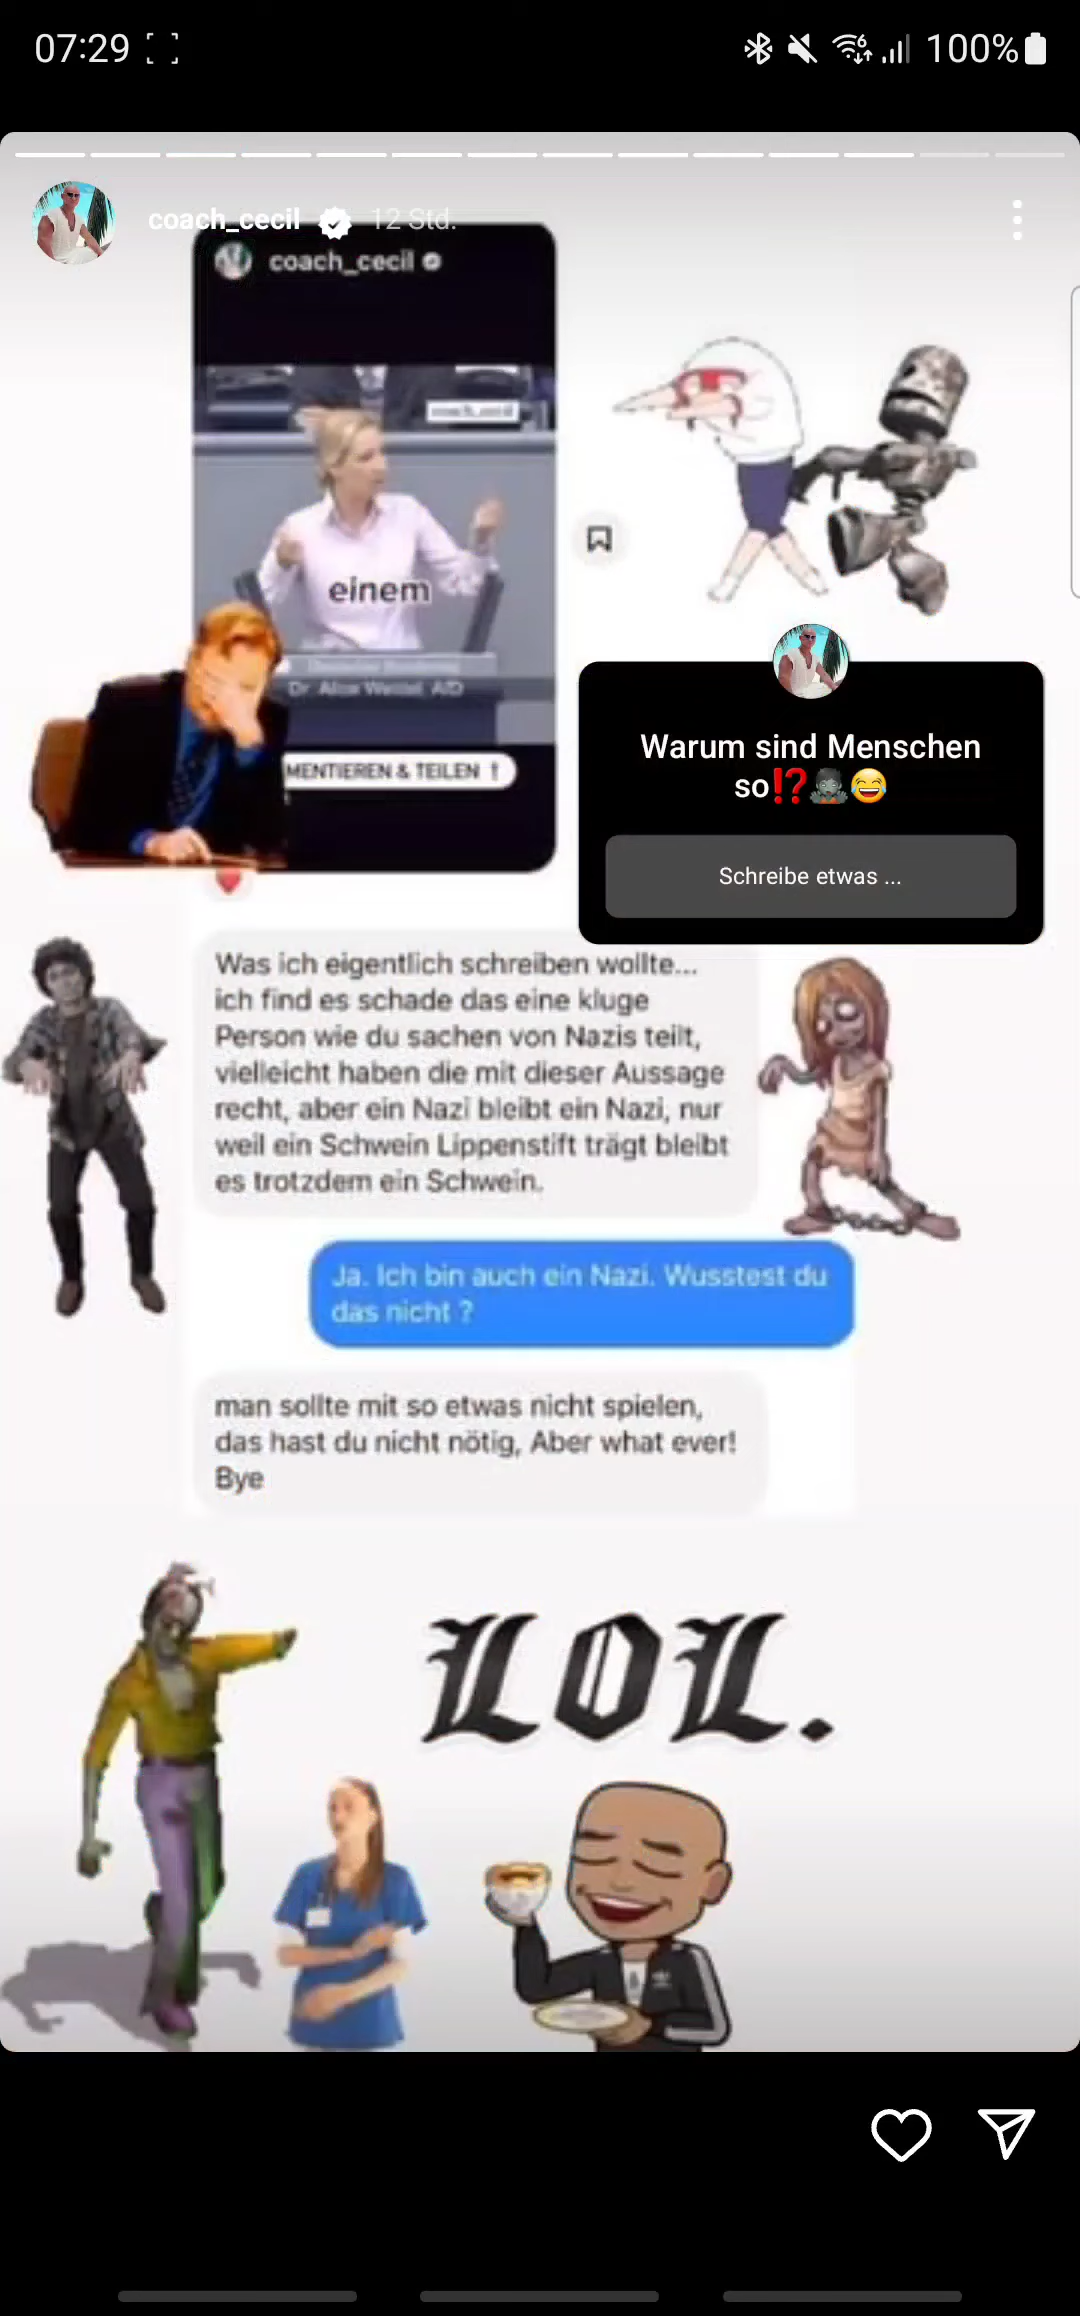 07:29
100%
coach_cecil
12 Std.
coach_cecil
einem
Dr. Alice Weidel AfD
MENTIEREN & TEILEN !
Warum sind Menschen
so⁉️🧟😂
Schreibe etwas ...
Was ich eigentlich schreiben wollte...
ich find es schade das eine kluge
Person wie du sachen von Nazis teilt,
vielleicht haben die mit dieser Aussage
recht, aber ein Nazi bleibt ein Nazi, nur
weil ein Schwein Lippenstift trägt bleibt
es trotzdem ein Schwein.
Ja. Ich bin auch ein Nazi. Wusstest du
das nicht ?
man sollte mit so etwas nicht spielen,
das hast du nicht nötig, Aber what ever!
Bye
LOL.